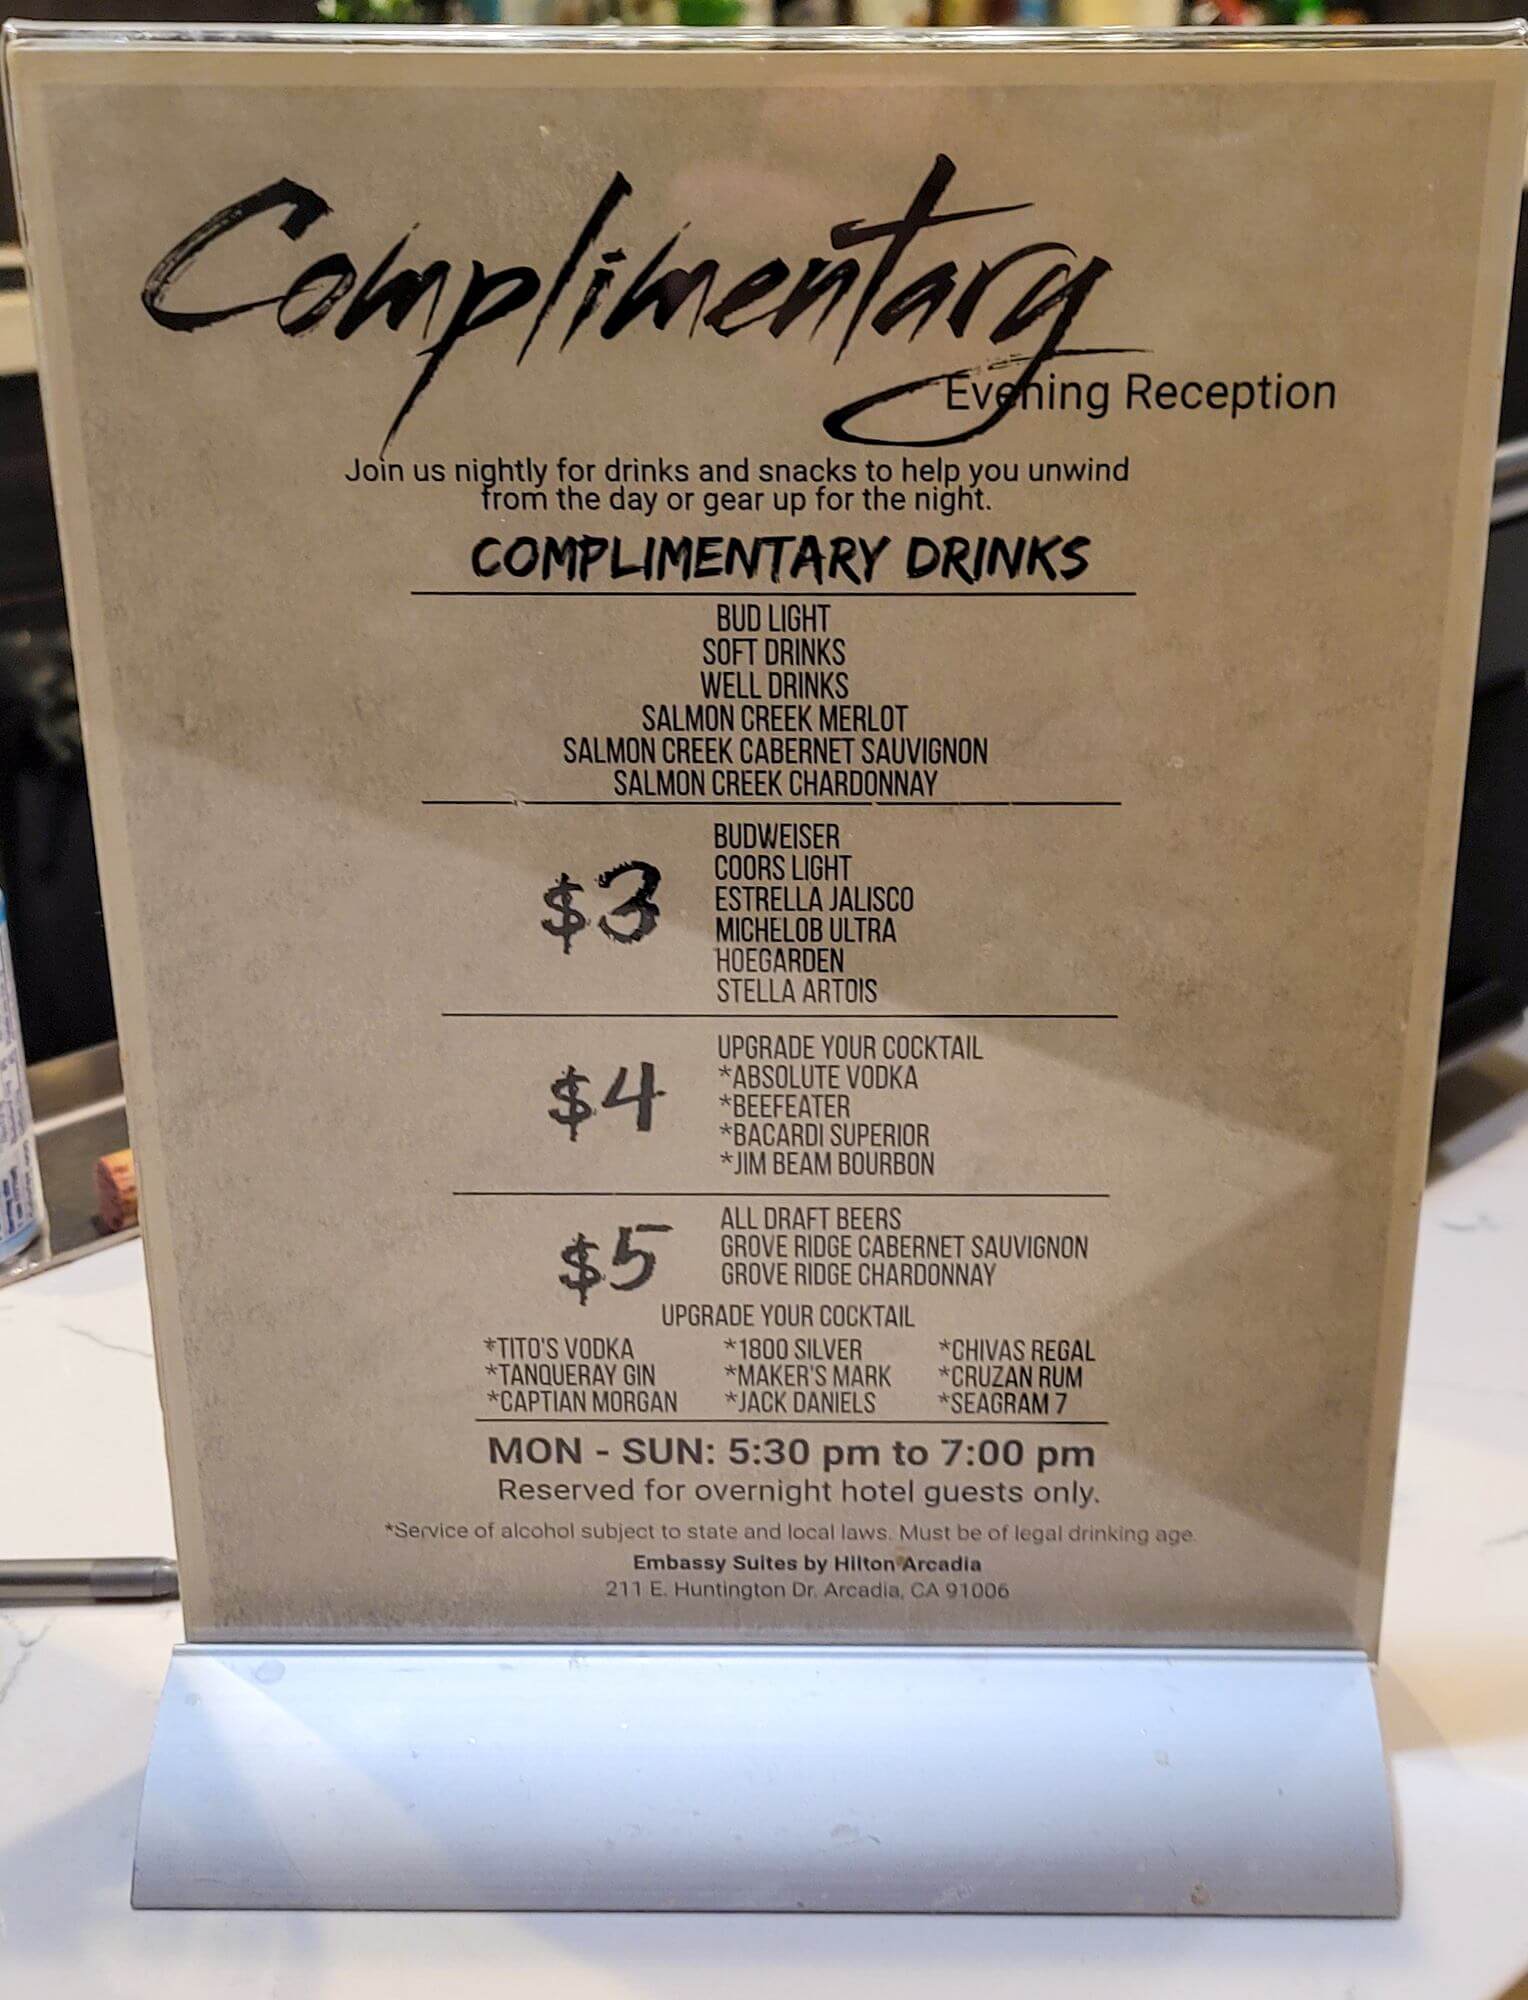 Complimentary
Evening Reception
Join us nightly for drinks and snacks to help you unwind
from the day or gear up for the night.
COMPLIMENTARY DRINKS
BUD LIGHT
SOFT DRINKS
WELL DRINKS
SALMON CREEK MERLOT
SALMON CREEK CABERNET SAUVIGNON
SALMON CREEK CHARDONNAY
$3
BUDWEISER
COORS LIGHT
ESTRELLA JALISCO
MICHELOB ULTRA
HOEGARDEN
STELLA ARTOIS
$4
UPGRADE YOUR COCKTAIL
*ABSOLUTE VODKA
*BEEFEATER
*BACARDI SUPERIOR
*JIM BEAM BOURBON
$5
ALL DRAFT BEERS
GROVE RIDGE CABERNET SAUVIGNON
GROVE RIDGE CHARDONNAY
UPGRADE YOUR COCKTAIL
*TITO'S VODKA *1800 SILVER *CHIVAS REGAL
*TANQUERAY GIN *MAKER'S MARK *CRUZAN RUM
*CAPTIAN MORGAN *JACK DANIELS *SEAGRAM 7
MON - SUN: 5:30 pm to 7:00 pm
Reserved for overnight hotel guests only.
*Service of alcohol subject to state and local laws. Must be of legal drinking age.
Embassy Suites by Hilton Arcadia
211 E. Huntington Dr. Arcadia, CA 91006